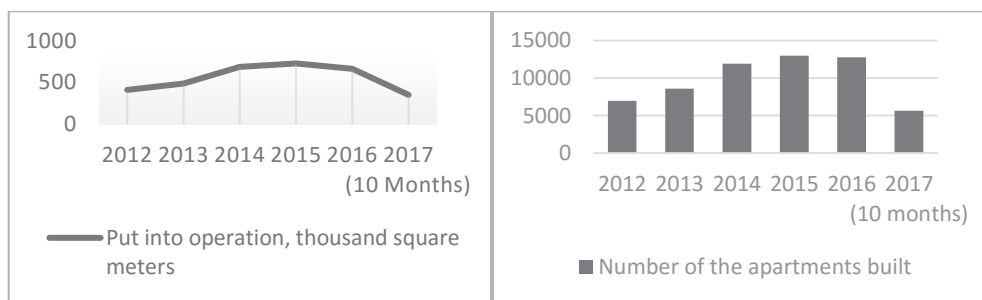 1000
500
0
2012 2013 2014 2015 2016 2017
(10 Months)
Put into operation, thousand square
meters
15000
10000
5000
0
2012 2013 2014 2015 2016 2017
(10 months)
Number of the apartments built